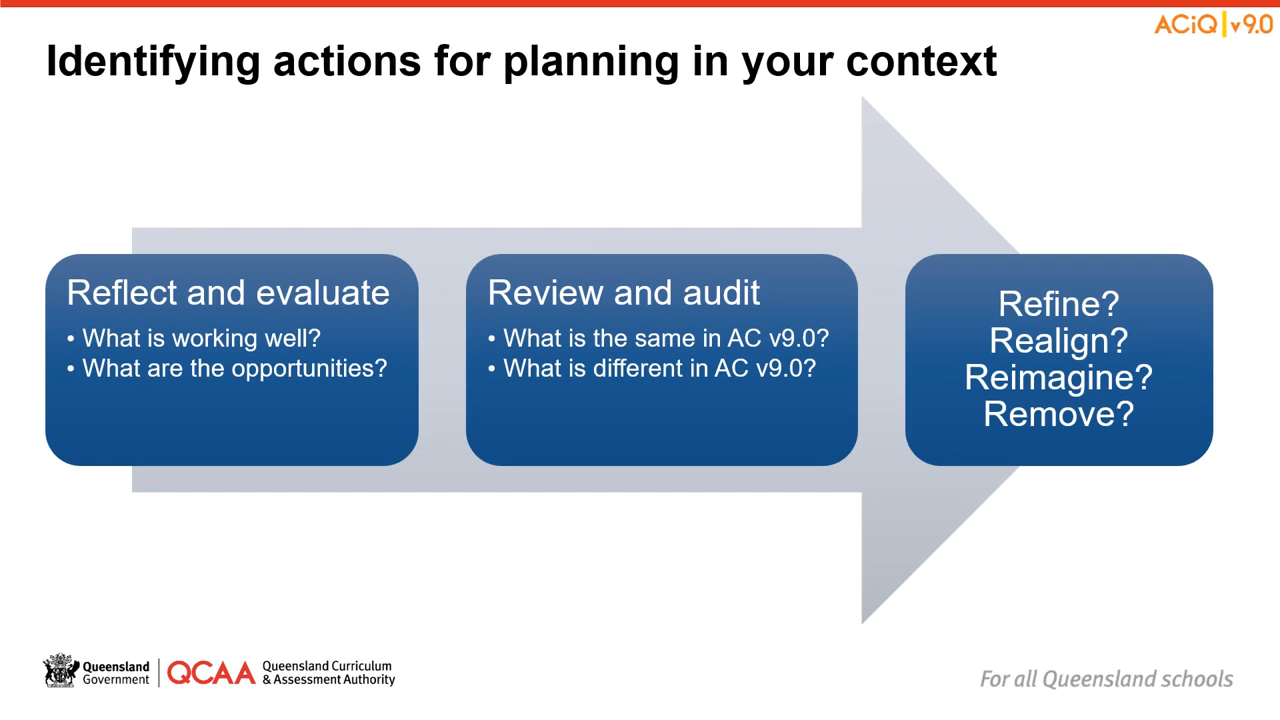 ACiQ v9.0
Identifying actions for planning in your context
Reflect and evaluate
• What is working well?
• What are the opportunities?
Review and audit
• What is the same in AC v9.0?
• What is different in AC v9.0?
Refine?
Realign?
Reimagine?
Remove?
Queensland
Government
QCAA
Queensland Curriculum
& Assessment Authority
For all Queensland schools